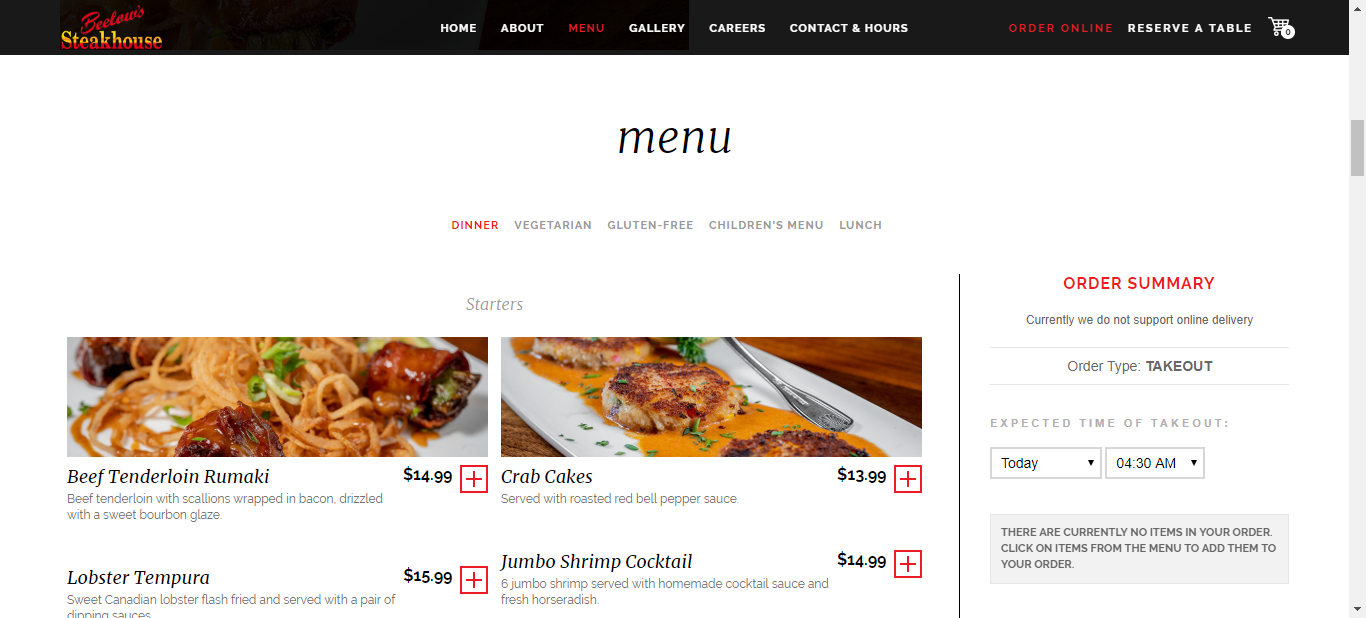 Beelow's
Steakhouse
HOME ABOUT MENU GALLERY CAREERS CONTACT & HOURS ORDER ONLINE RESERVE A TABLE 0
menu
DINNER VEGETARIAN GLUTEN-FREE CHILDREN'S MENU LUNCH
Starters
Beef Tenderloin Rumaki $14.99
Beef tenderloin with scallions wrapped in bacon, drizzled
with a sweet bourbon glaze.
Crab Cakes $13.99
Served with roasted red bell pepper sauce.
Lobster Tempura $15.99
Sweet Canadian lobster flash fried and served with a pair of
dipping sauces
Jumbo Shrimp Cocktail $14.99
6 jumbo shrimp served with homemade cocktail sauce and
fresh horseradish.
ORDER SUMMARY
Currently we do not support online delivery
Order Type: TAKEOUT
EXPECTED TIME OF TAKEOUT:
Today 04:30 AM
THERE ARE CURRENTLY NO ITEMS IN YOUR ORDER.
CLICK ON ITEMS FROM THE MENU TO ADD THEM TO
YOUR ORDER.